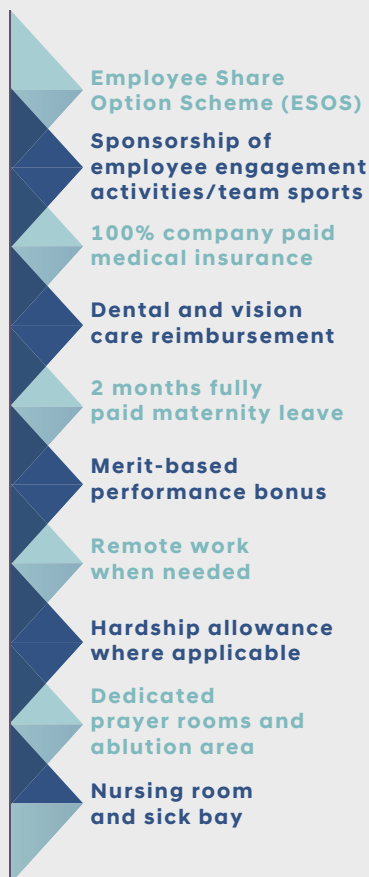 Employee Share
Option Scheme (ESOS)
Sponsorship of
employee engagement
activities/team sports
100% company paid
medical insurance
Dental and vision
care reimbursement
2 months fully
paid maternity leave
Merit-based
performance bonus
Remote work
when needed
Hardship allowance
where applicable
Dedicated
prayer rooms and
ablution area
Nursing room
and sick bay